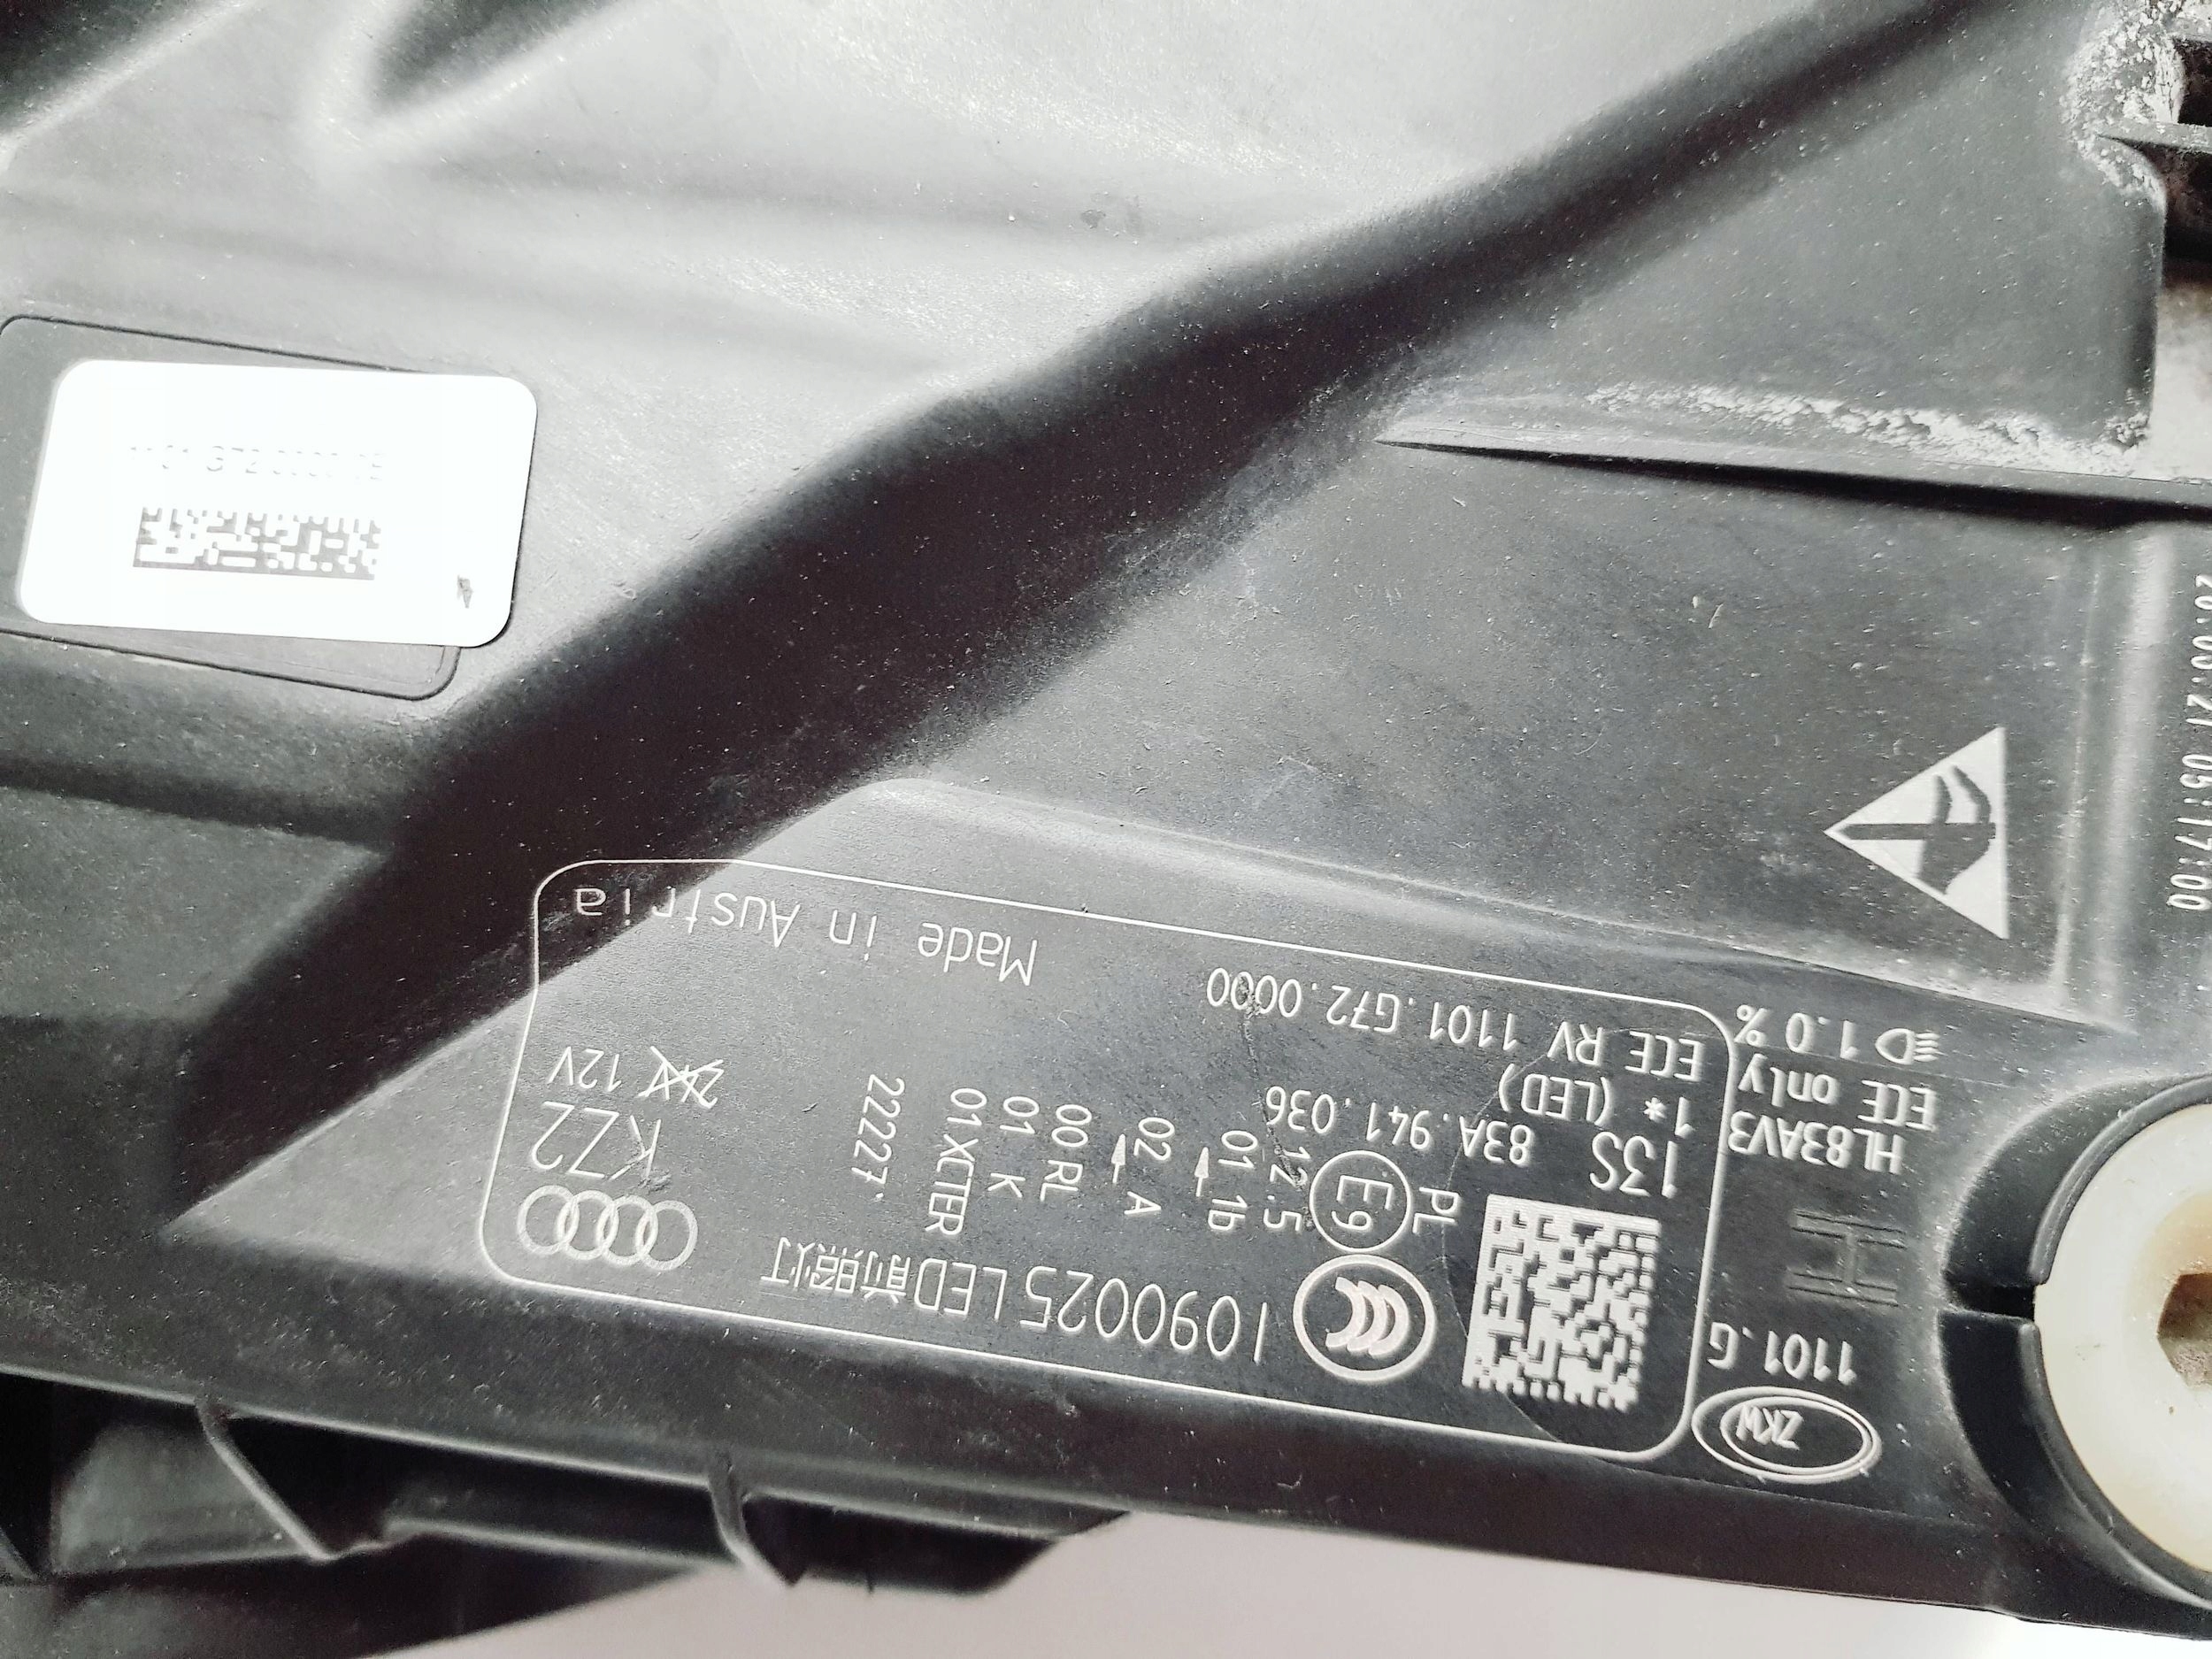 ZKW
1101.G
H
HL83AV3
ECE only
1.0 %
I090025 LED前照灯
KZ2
24V 12V
PL
E9
12.5
01 1b
02 A
00 RL
01 K
01 XCTER
22227
13S 83A.941.036
1* (LED)
ECE RV 1101.G72.0000
Made in Austria